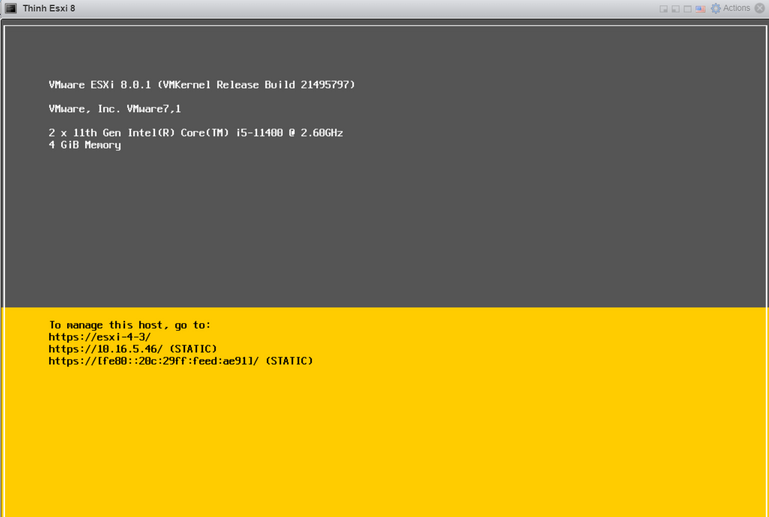 Thinh Esxi 8
Actions
VMware ESXi 8.0.1 (VMKernel Release Build 21495797)
VMware, Inc. VMware7,1
2 x 11th Gen Intel(R) Core(TM) i5-11400 @ 2.60GHz
4 GiB Memory
To manage this host, go to:
https://esxi-4-3/
https://10.16.5.46/ (STATIC)
https://[fe80::20c:29ff:feed:ae91]/ (STATIC)